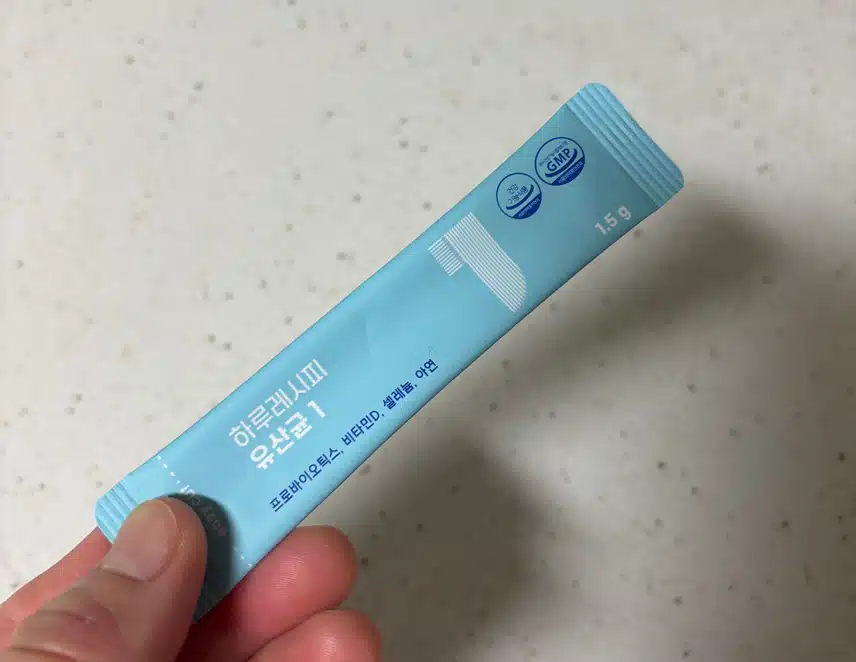 GMP
1.5 g
하루레시피
유산균 1
프로바이오틱스, 비타민D, 셀레늄, 아연